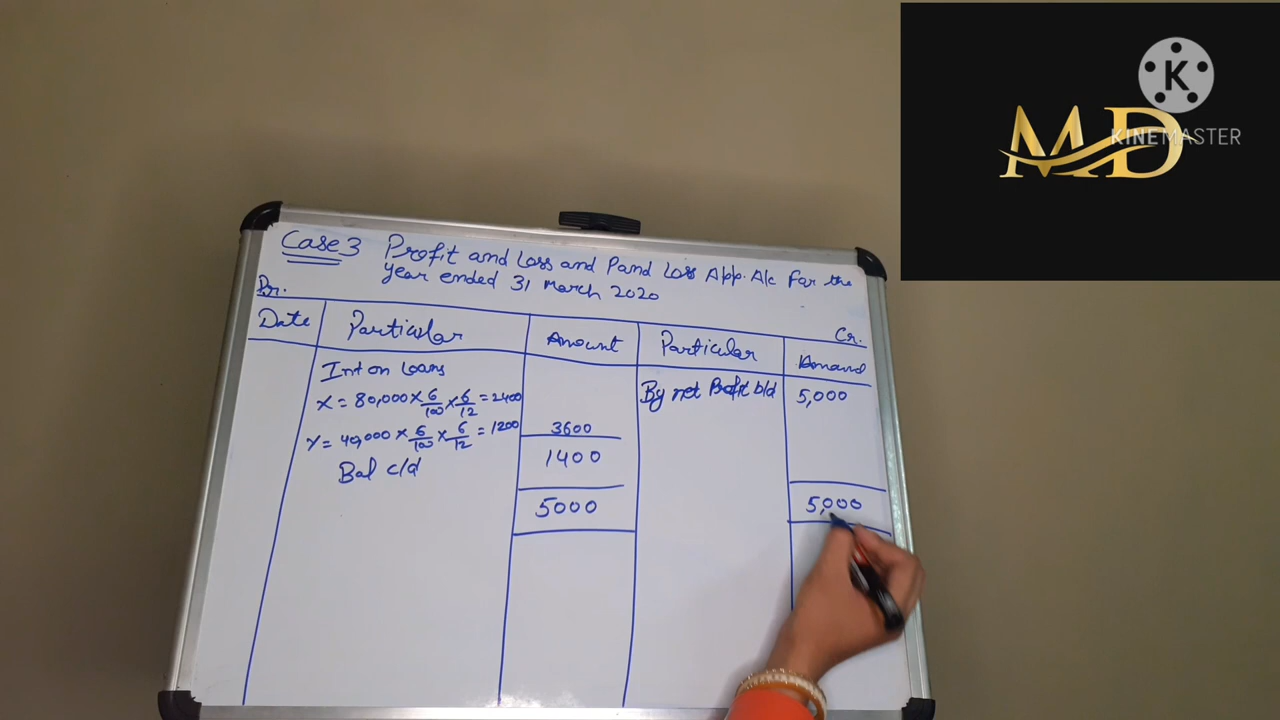 MD
KINEMASTER
Case 3 Profit and Loss and P and Loss App. A/c For the
year ended 31 March 2020
Dr.
Cr.
Date Particular Amount Particular Amount
Int on Loans
X = 80,000 × 6/100 × 6/12 = 2400
By net Profit b/d 5,000
Y = 40,000 × 6/100 × 6/12 = 1200 3600
Bal c/d 1400
5000 5,000